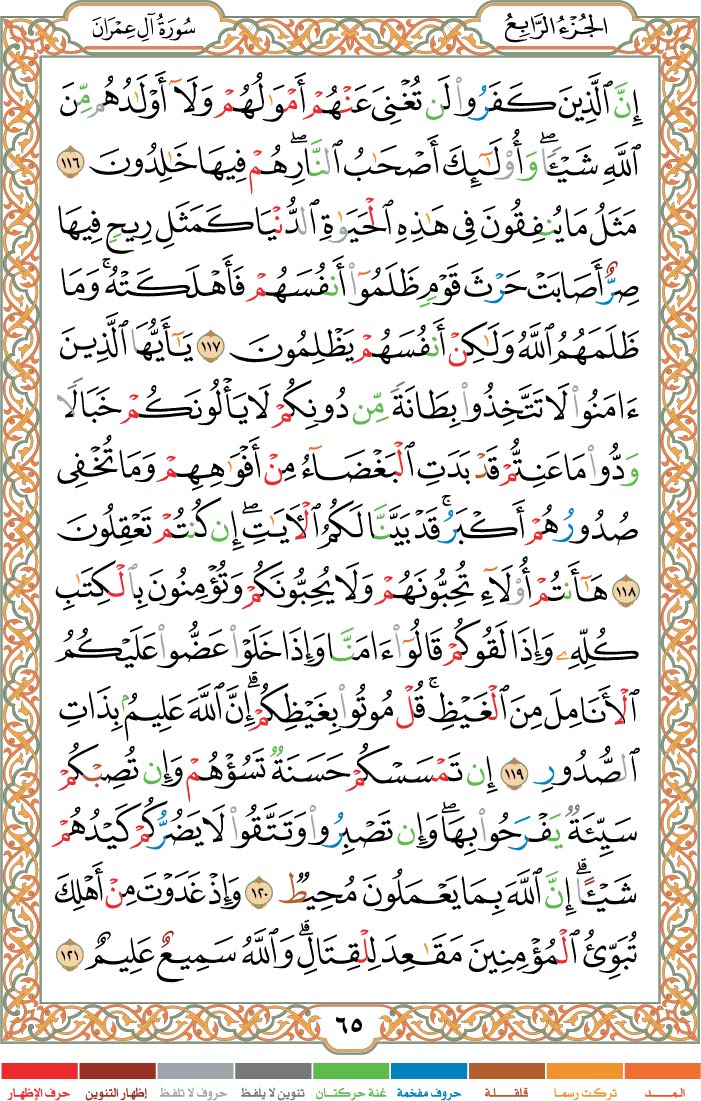 الجزء الرابع
سورة آل عمران
إِنَّ ٱلَّذِينَ كَفَرُوا۟ لَن تُغْنِىَ عَنْهُمْ أَمْوَٰلُهُمْ وَلَآ أَوْلَٰدُهُم مِّنَ
ٱللَّهِ شَيْـًٔا ۖ وَأُو۟لَٰٓئِكَ أَصْحَٰبُ ٱلنَّارِ ۖ هُمْ فِيهَا خَٰلِدُونَ ١١٦
مَثَلُ مَا يُنفِقُونَ فِى هَٰذِهِ ٱلْحَيَوٰةِ ٱلدُّنْيَا كَمَثَلِ رِيحٍ فِيهَا
صِرٌّ أَصَابَتْ حَرْثَ قَوْمٍ ظَلَمُوٓا۟ أَنفُسَهُمْ فَأَهْلَكَتْهُ ۚ وَمَا
ظَلَمَهُمُ ٱللَّهُ وَلَٰكِنْ أَنفُسَهُمْ يَظْلِمُونَ ١١٧ يَٰٓأَيُّهَا ٱلَّذِينَ
ءَامَنُوا۟ لَا تَتَّخِذُوا۟ بِطَانَةً مِّن دُونِكُمْ لَا يَأْلُونَكُمْ خَبَالًا
وَدُّوا۟ مَا عَنِتُّمْ قَدْ بَدَتِ ٱلْبَغْضَآءُ مِنْ أَفْوَٰهِهِمْ وَمَا تُخْفِى
صُدُورُهُمْ أَكْبَرُ ۚ قَدْ بَيَّنَّا لَكُمُ ٱلْـَٔايَٰتِ ۖ إِن كُنتُمْ تَعْقِلُونَ
١١٨ هَٰٓأَنتُمْ أُو۟لَآءِ تُحِبُّونَهُمْ وَلَا يُحِبُّونَكُمْ وَتُؤْمِنُونَ بِٱلْكِتَٰبِ
كُلِّهِۦ وَإِذَا لَقُوكُمْ قَالُوٓا۟ ءَامَنَّا وَإِذَا خَلَوْا۟ عَضُّوا۟ عَلَيْكُمُ
ٱلْأَنَامِلَ مِنَ ٱلْغَيْظِ ۚ قُلْ مُوتُوا۟ بِغَيْظِكُمْ ۗ إِنَّ ٱللَّهَ عَلِيمٌۢ بِذَاتِ
ٱلصُّدُورِ ١١٩ إِن تَمْسَسْكُمْ حَسَنَةٌ تَسُؤْهُمْ وَإِن تُصِبْكُمْ
سَيِّئَةٌ يَفْرَحُوا۟ بِهَا ۖ وَإِن تَصْبِرُوا۟ وَتَتَّقُوا۟ لَا يَضُرُّكُمْ كَيْدُهُمْ
شَيْـًٔا ۗ إِنَّ ٱللَّهَ بِمَا يَعْمَلُونَ مُحِيطٌ ١٢٠ وَإِذْ غَدَوْتَ مِنْ أَهْلِكَ
تُبَوِّئُ ٱلْمُؤْمِنِينَ مَقَٰعِدَ لِلْقِتَالِ ۗ وَٱللَّهُ سَمِيعٌ عَلِيمٌ ١٢١
٦٥
المــــد
تركت رسما
قلقـــلة
حروف مفخمة
غنة حركتـان
تنوين لا يلفظ
حروف لا تلفظ
إظهار التنوين
حرف الإظهار